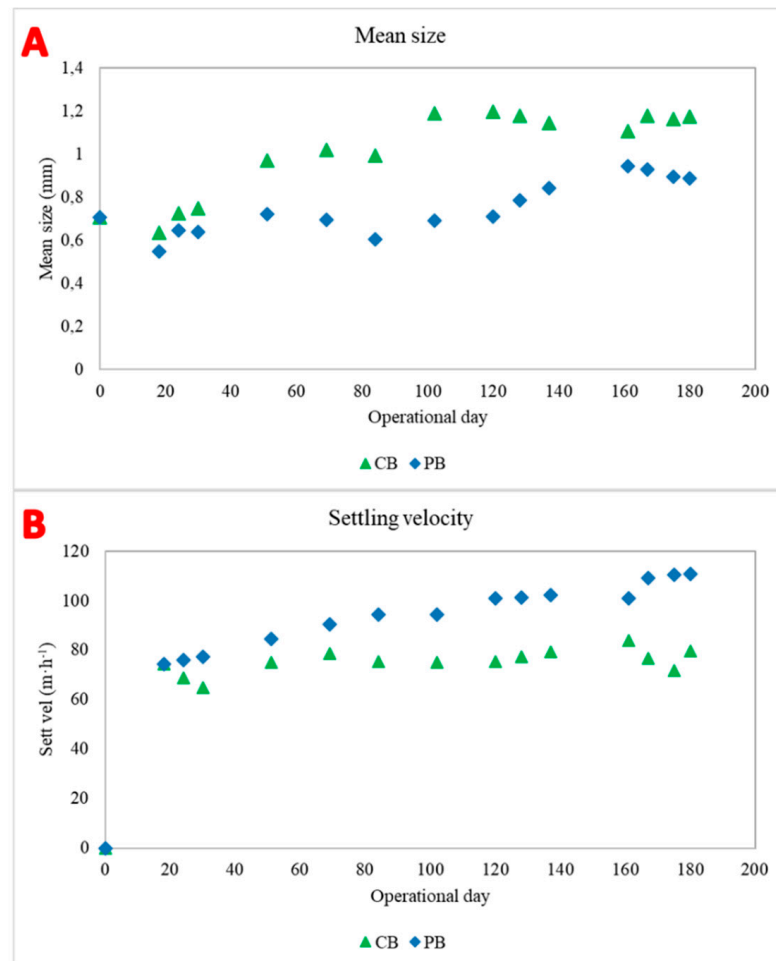 A
Mean size
1,4
1,2
1
0,8
0,6
0,4
0,2
0
Mean size (mm)
0 20 40 60 80 100 120 140 160 180 200
Operational day
CB PB
B
Settling velocity
120
100
80
60
40
20
0
Sett vel (m·h⁻¹)
0 20 40 60 80 100 120 140 160 180 200
Operational day
CB PB